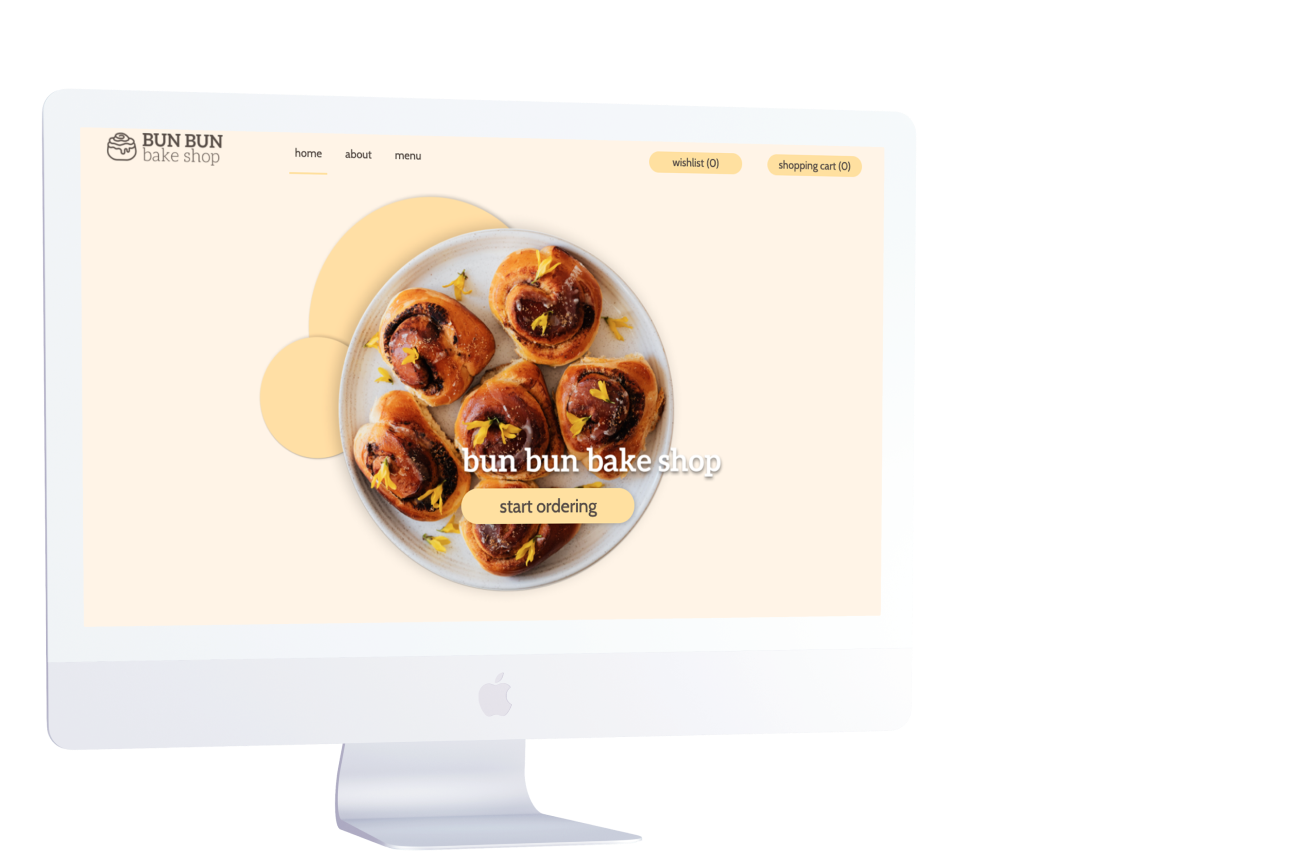 BUN BUN
bake shop
home about menu
wishlist (0) shopping cart (0)
bun bun bake shop
start ordering